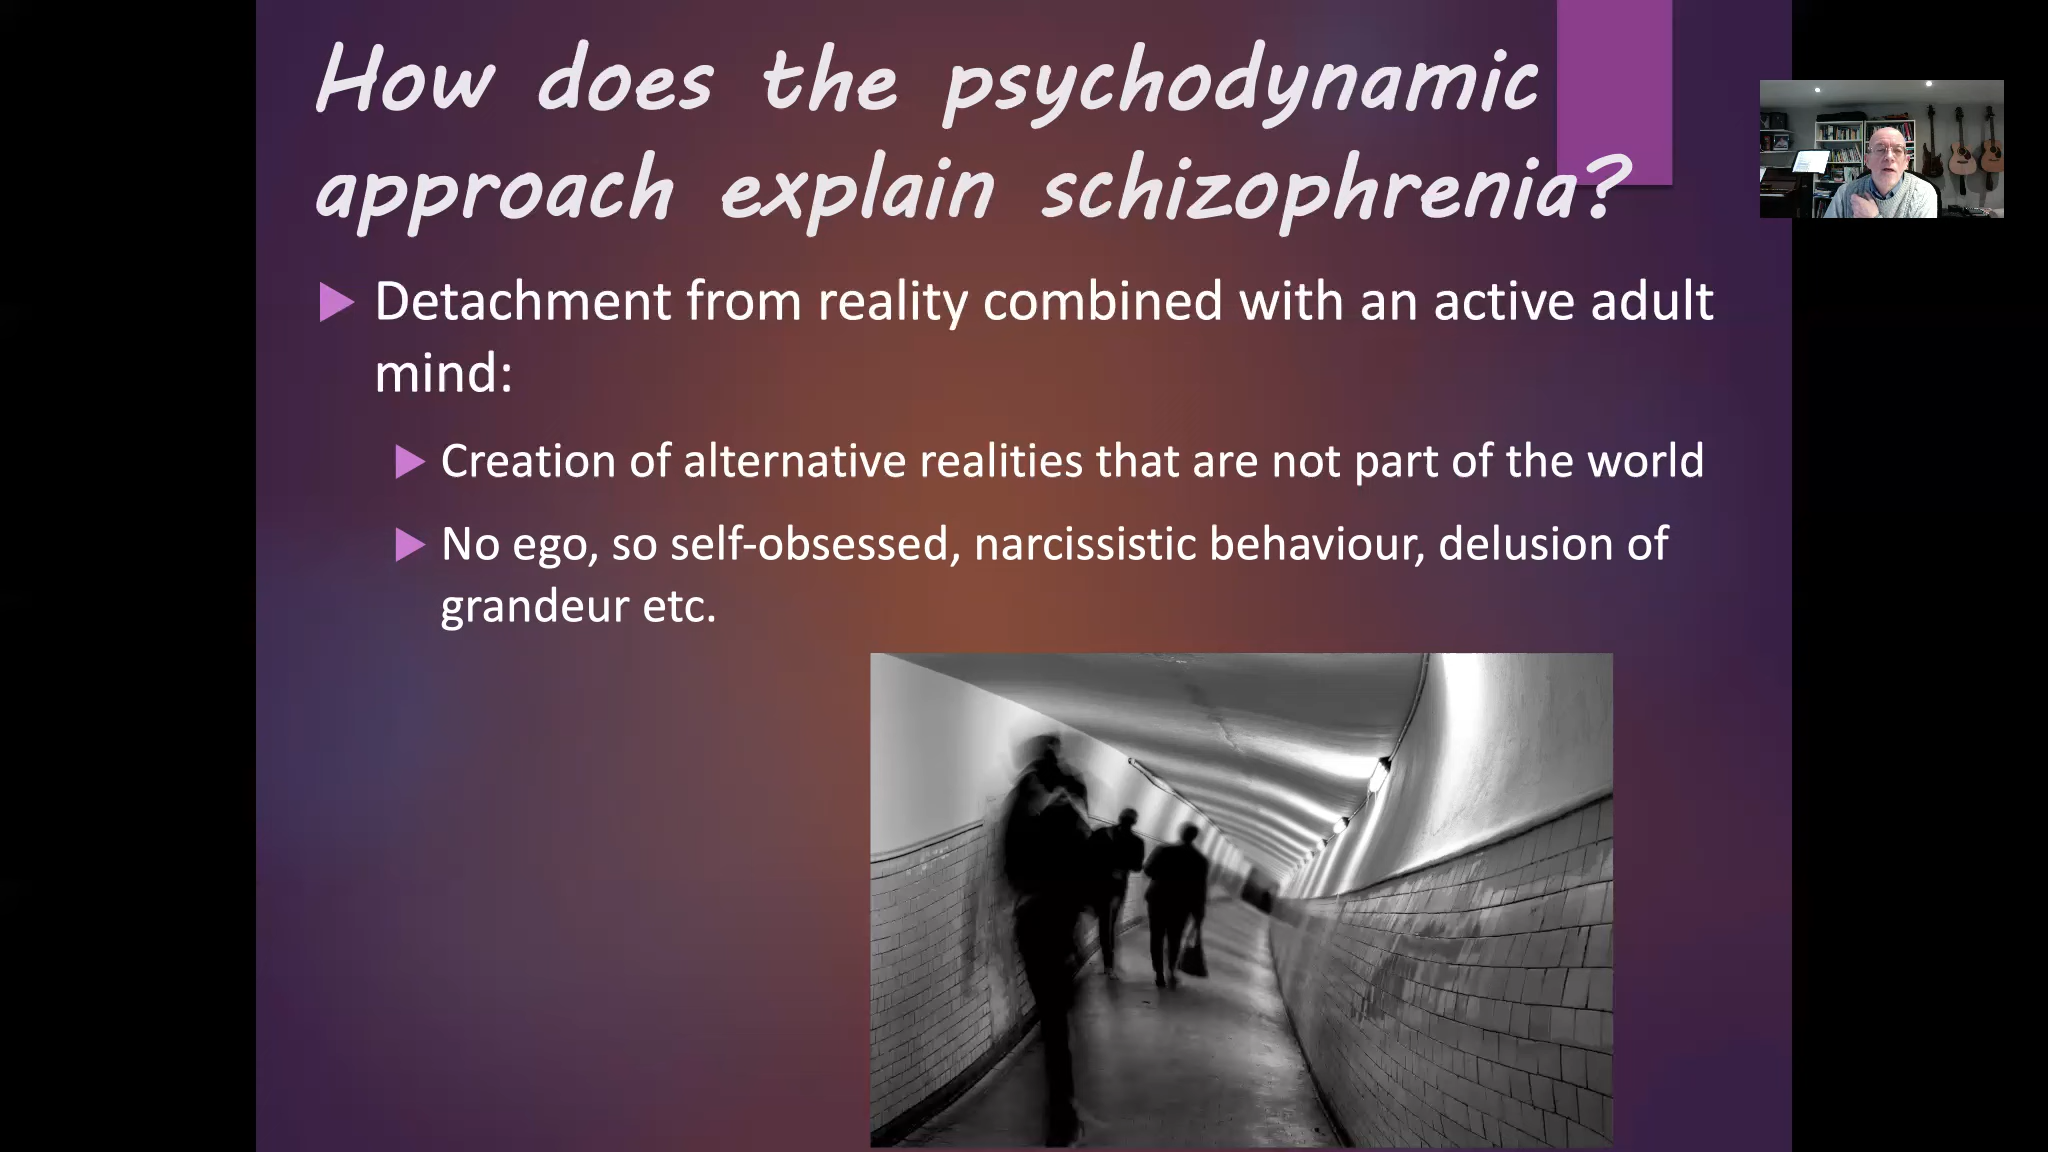 How does the psychodynamic
approach explain schizophrenia?
Detachment from reality combined with an active adult
mind:
Creation of alternative realities that are not part of the world
No ego, so self-obsessed, narcissistic behaviour, delusion of
grandeur etc.